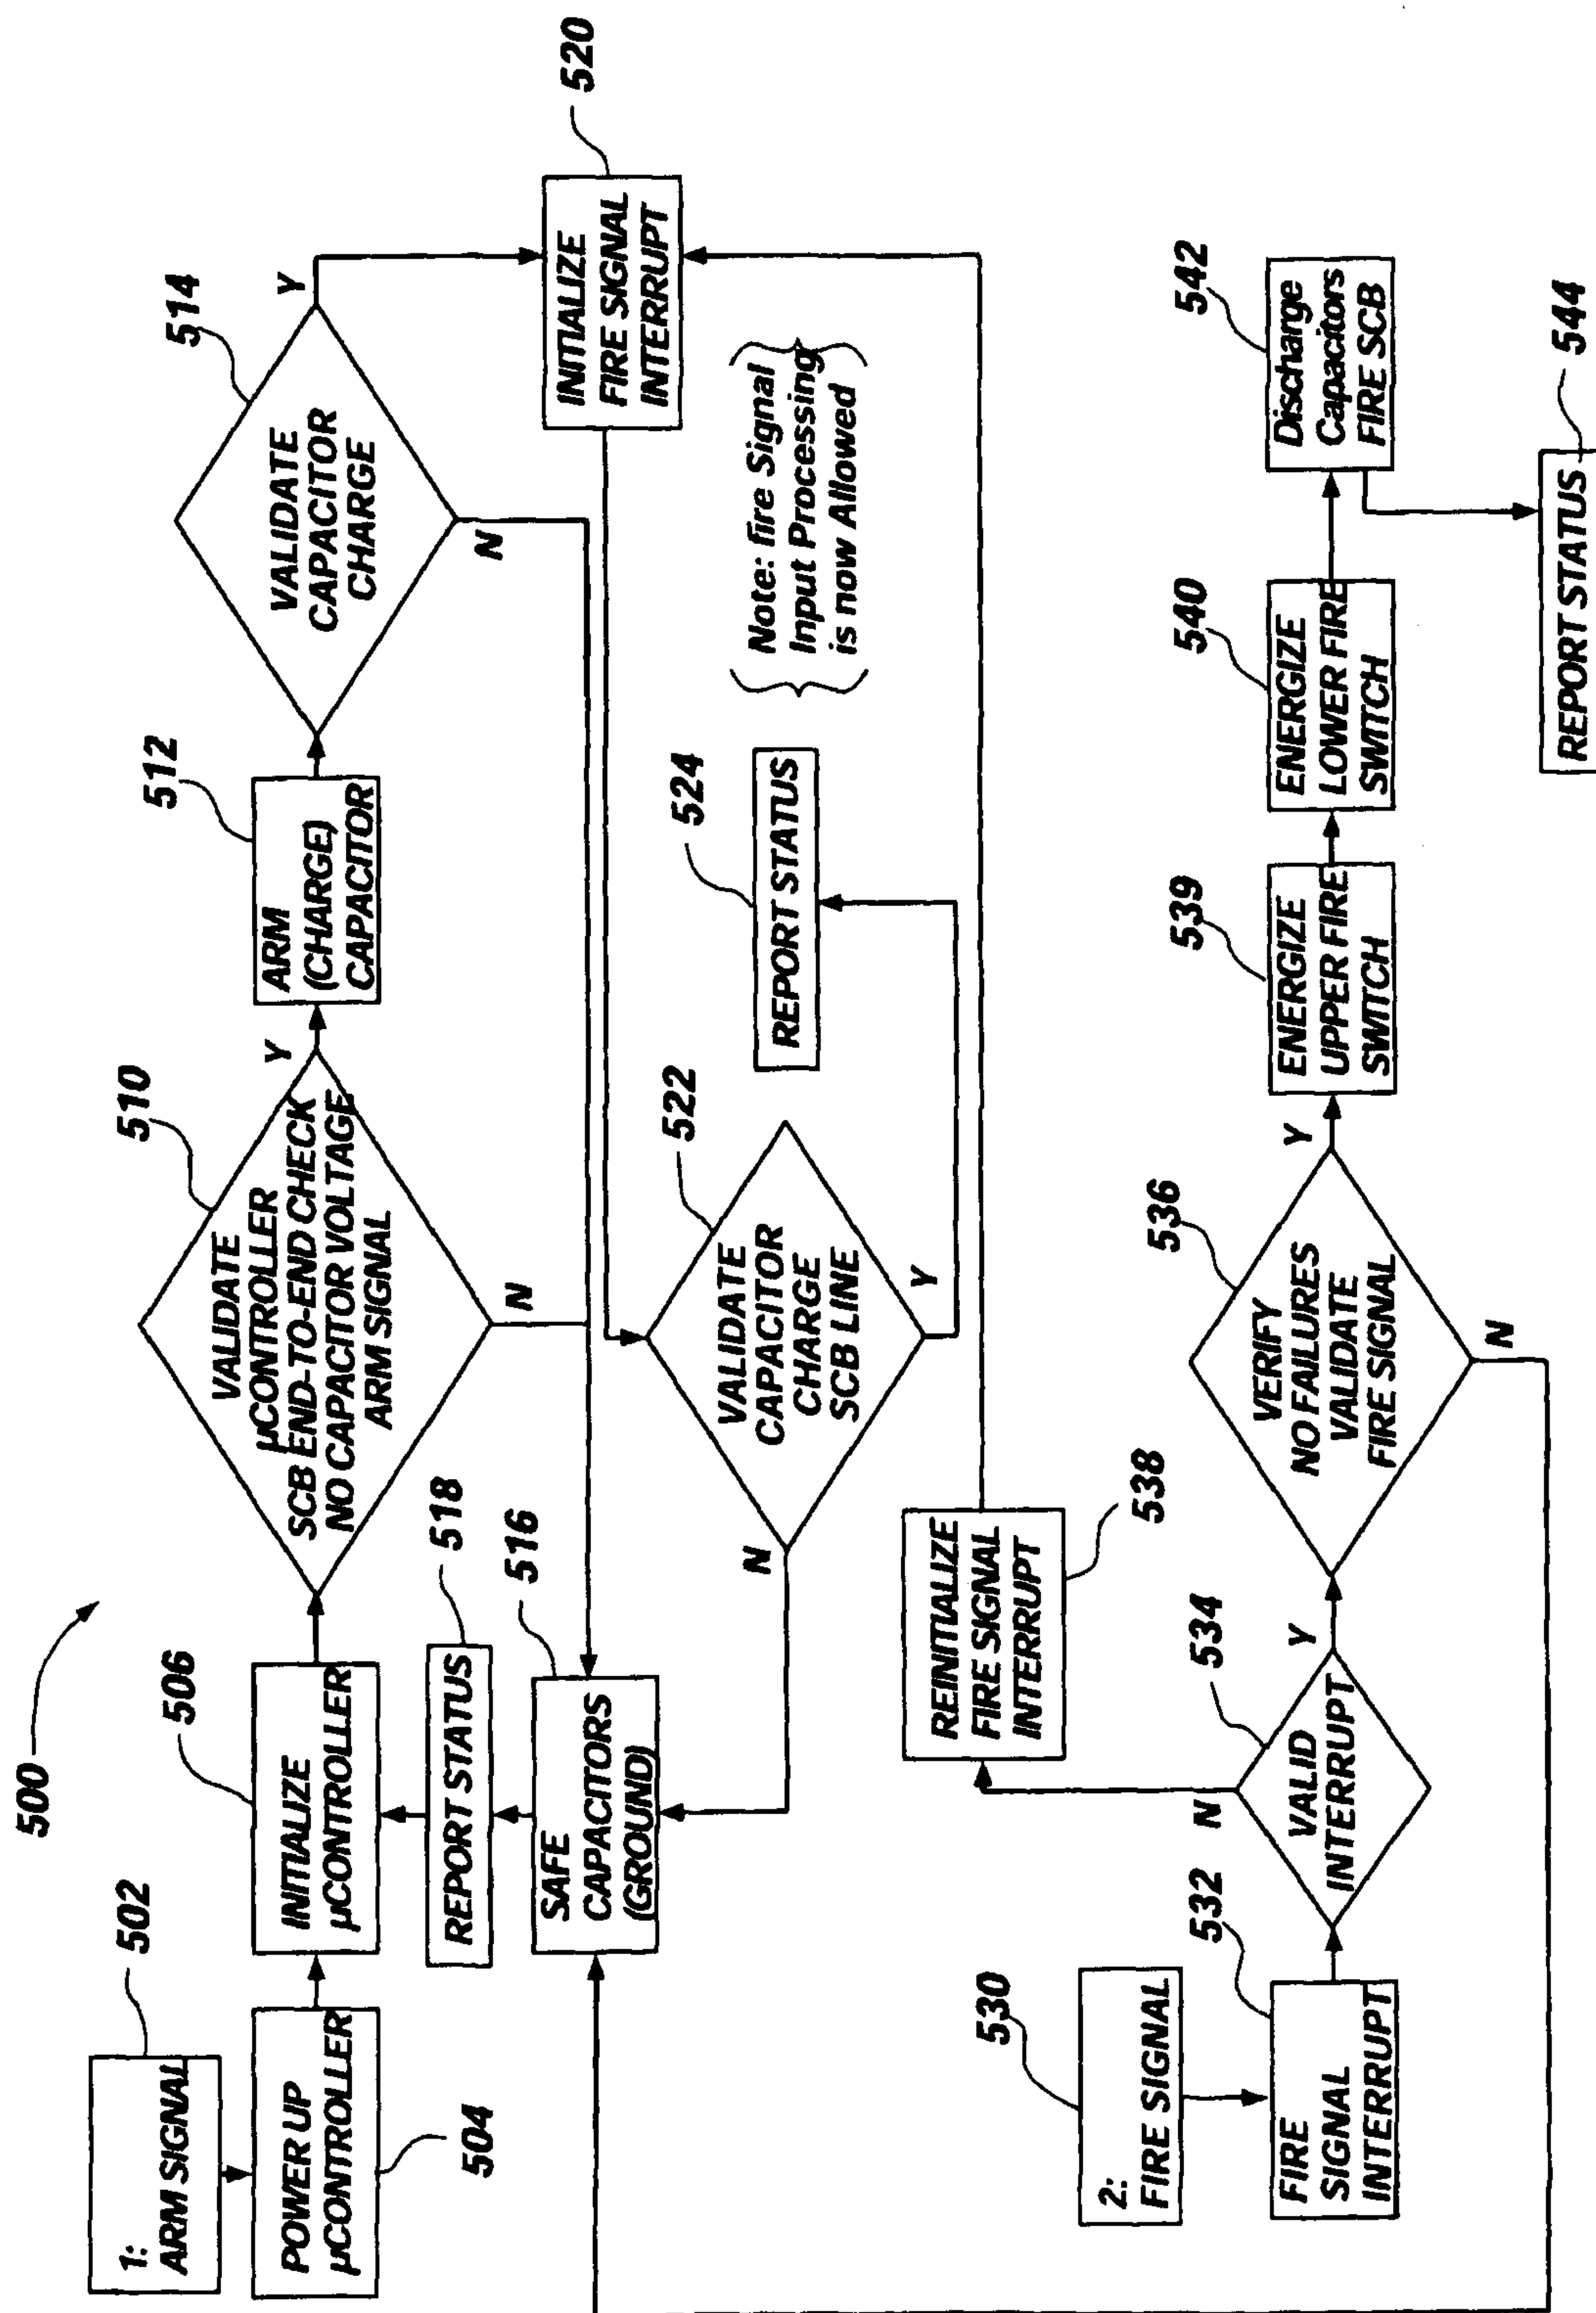 500
502
1:
ARM SIGNAL
504
POWER UP
µCONTROLLER
506
INITIALIZE
µCONTROLLER
510
VALIDATE
µCONTROLLER
SCB END-TO-END CHECK
NO CAPACITOR VOLTAGE
ARM SIGNAL
Y
N
512
ARM
(CHARGE)
CAPACITOR
514
VALIDATE
CAPACITOR
CHARGE
Y
N
518
REPORT STATUS
516
SAFE
CAPACITORS
(GROUND)
520
INITIALIZE
FIRE SIGNAL
INTERRUPT
522
VALIDATE
CAPACITOR
CHARGE
SCB LINE
N
Y
524
REPORT STATUS
Note: fire Signal
Input Processing
is now Allowed
538
REINITIALIZE
FIRE SIGNAL
INTERRUPT
530
2:
FIRE SIGNAL
532
FIRE
SIGNAL
INTERRUPT
534
VALID
INTERRUPT
N
Y
536
VERIFY
NO FAILURES
VALIDATE
FIRE SIGNAL
Y
N
539
ENERGIZE
UPPER FIRE
SWITCH
540
ENERGIZE
LOWER FIRE
SWITCH
542
Discharge
Capacitors
FIRE SCB
544
REPORT STATUS